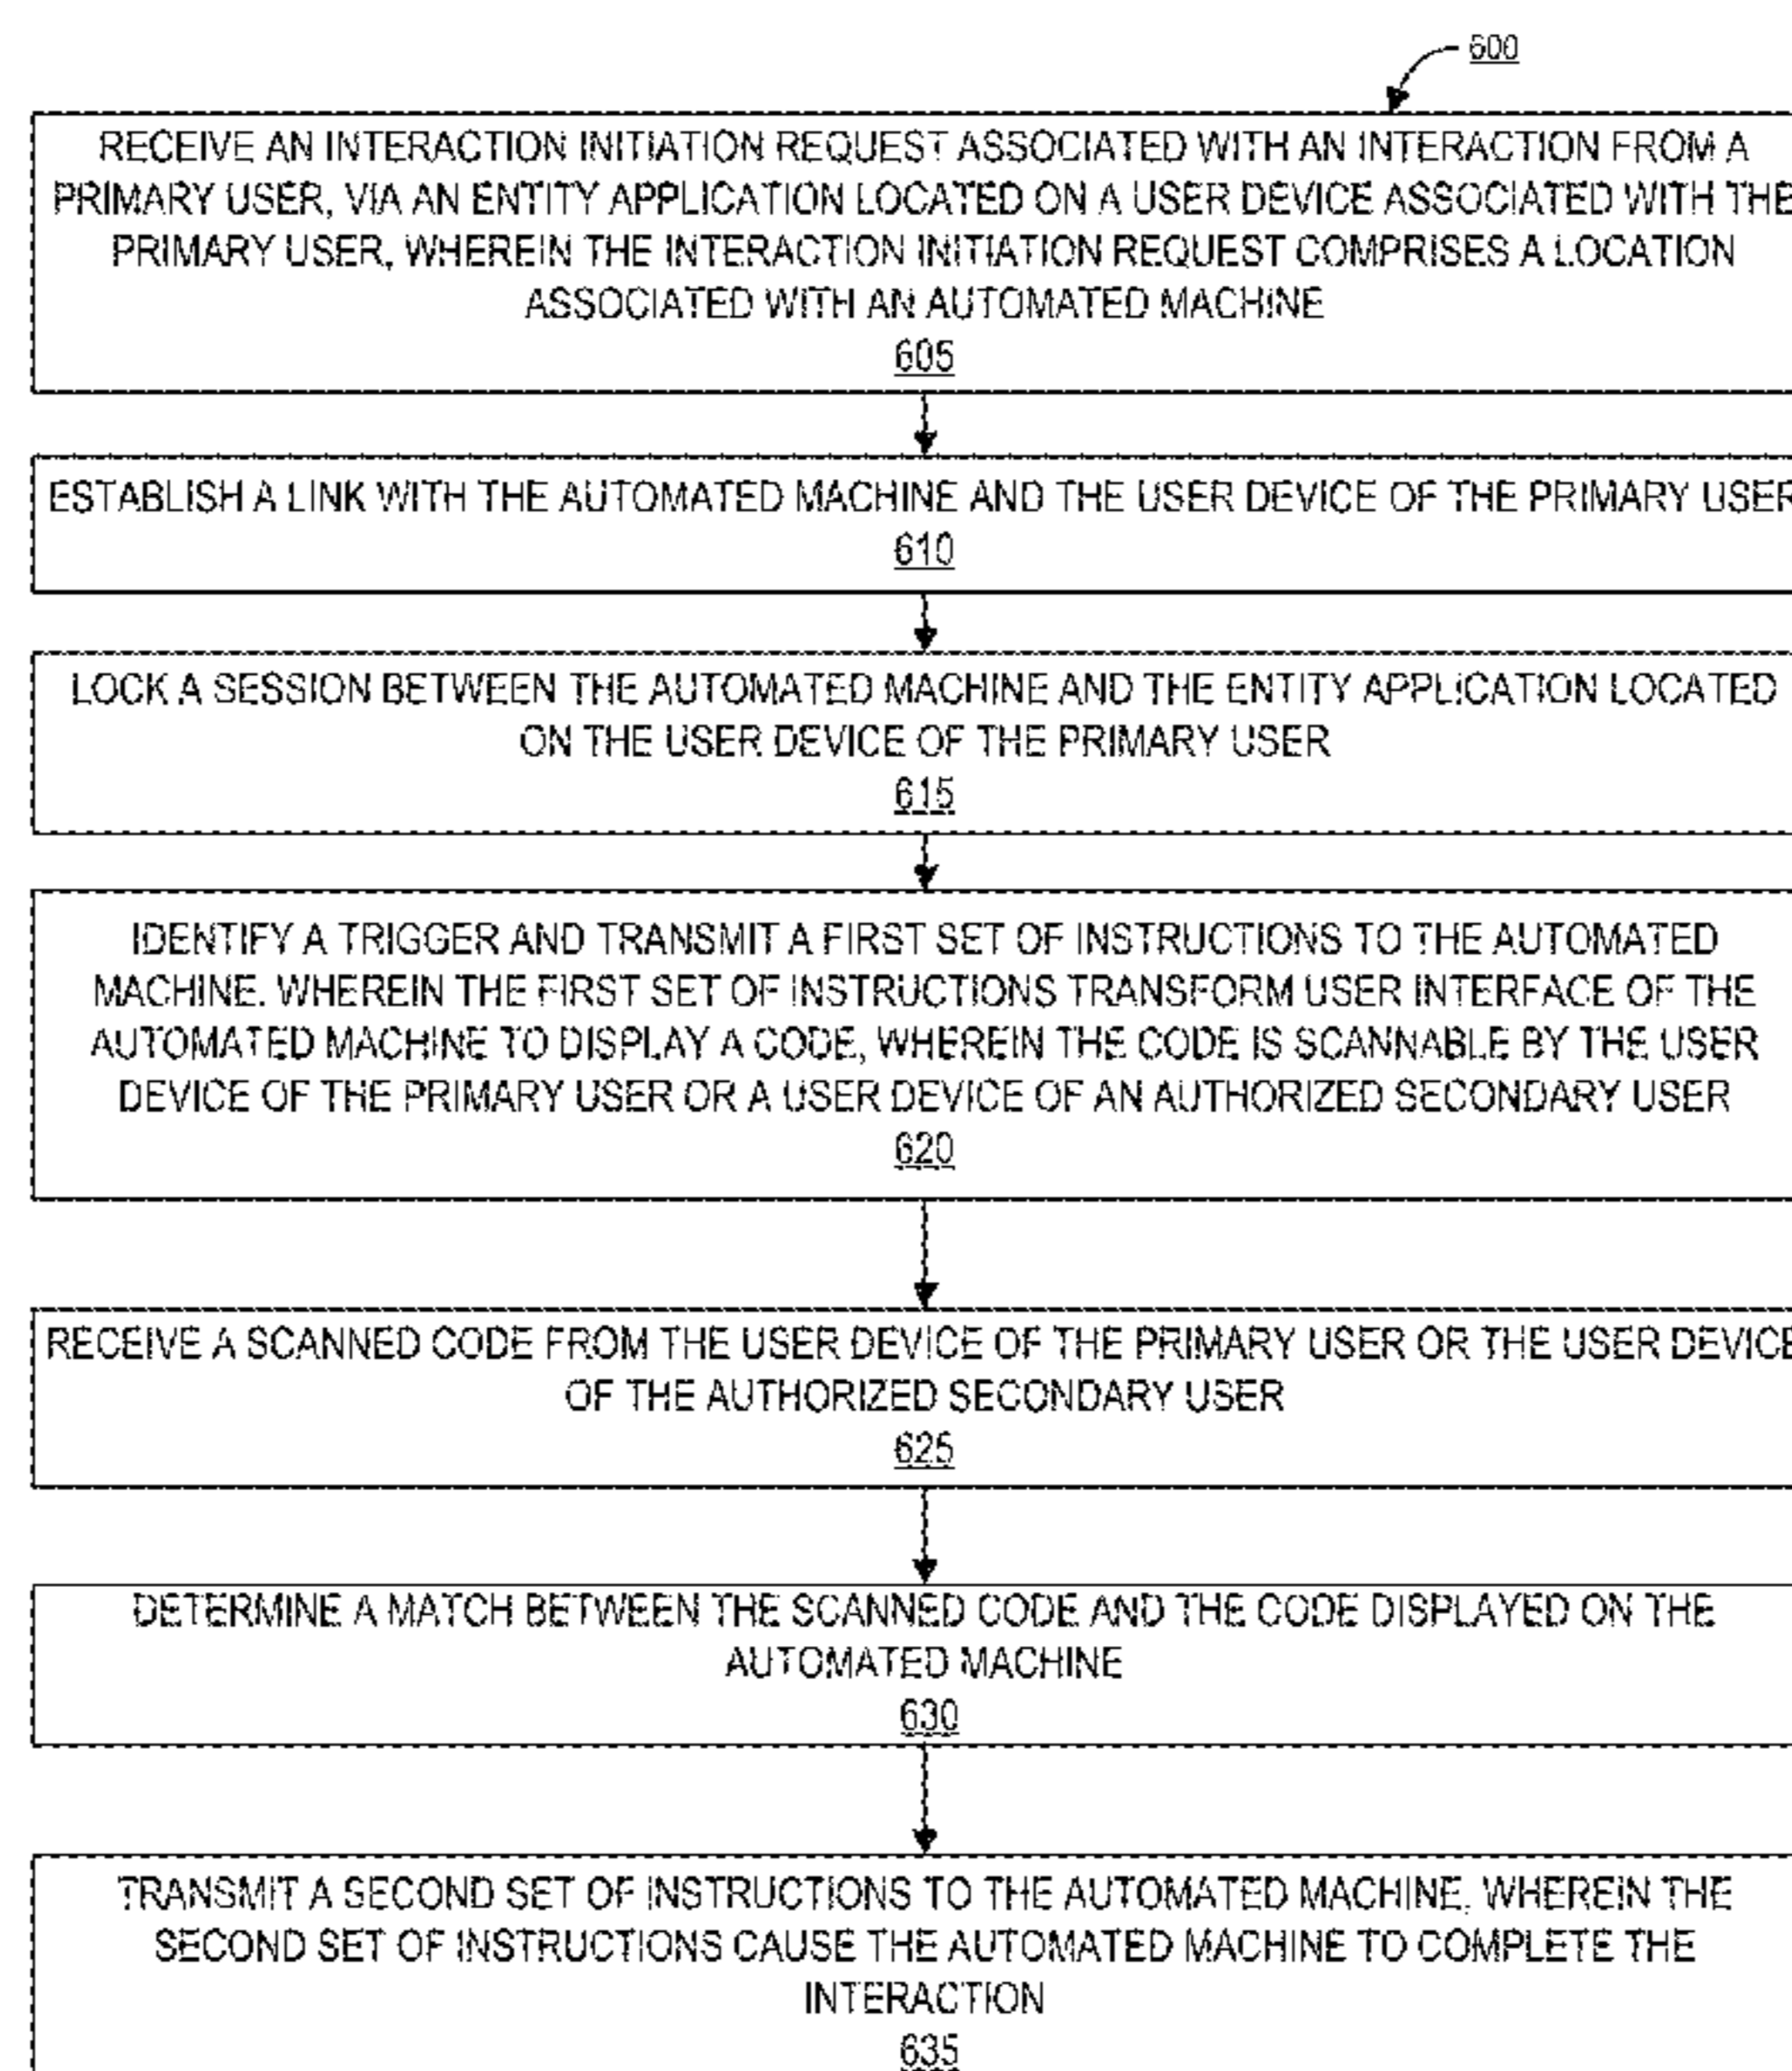 600
RECEIVE AN INTERACTION INITIATION REQUEST ASSOCIATED WITH AN INTERACTION FROM A
PRIMARY USER, VIA AN ENTITY APPLICATION LOCATED ON A USER DEVICE ASSOCIATED WITH THE
PRIMARY USER, WHEREIN THE INTERACTION INITIATION REQUEST COMPRISES A LOCATION
ASSOCIATED WITH AN AUTOMATED MACHINE
605
ESTABLISH A LINK WITH THE AUTOMATED MACHINE AND THE USER DEVICE OF THE PRIMARY USER
610
LOCK A SESSION BETWEEN THE AUTOMATED MACHINE AND THE ENTITY APPLICATION LOCATED
ON THE USER DEVICE OF THE PRIMARY USER
615
IDENTIFY A TRIGGER AND TRANSMIT A FIRST SET OF INSTRUCTIONS TO THE AUTOMATED
MACHINE. WHEREIN THE FIRST SET OF INSTRUCTIONS TRANSFORM USER INTERFACE OF THE
AUTOMATED MACHINE TO DISPLAY A CODE, WHEREIN THE CODE IS SCANNABLE BY THE USER
DEVICE OF THE PRIMARY USER OR A USER DEVICE OF AN AUTHORIZED SECONDARY USER
620
RECEIVE A SCANNED CODE FROM THE USER DEVICE OF THE PRIMARY USER OR THE USER DEVICE
OF THE AUTHORIZED SECONDARY USER
625
DETERMINE A MATCH BETWEEN THE SCANNED CODE AND THE CODE DISPLAYED ON THE
AUTOMATED MACHINE
630
TRANSMIT A SECOND SET OF INSTRUCTIONS TO THE AUTOMATED MACHINE, WHEREIN THE
SECOND SET OF INSTRUCTIONS CAUSE THE AUTOMATED MACHINE TO COMPLETE THE
INTERACTION
635